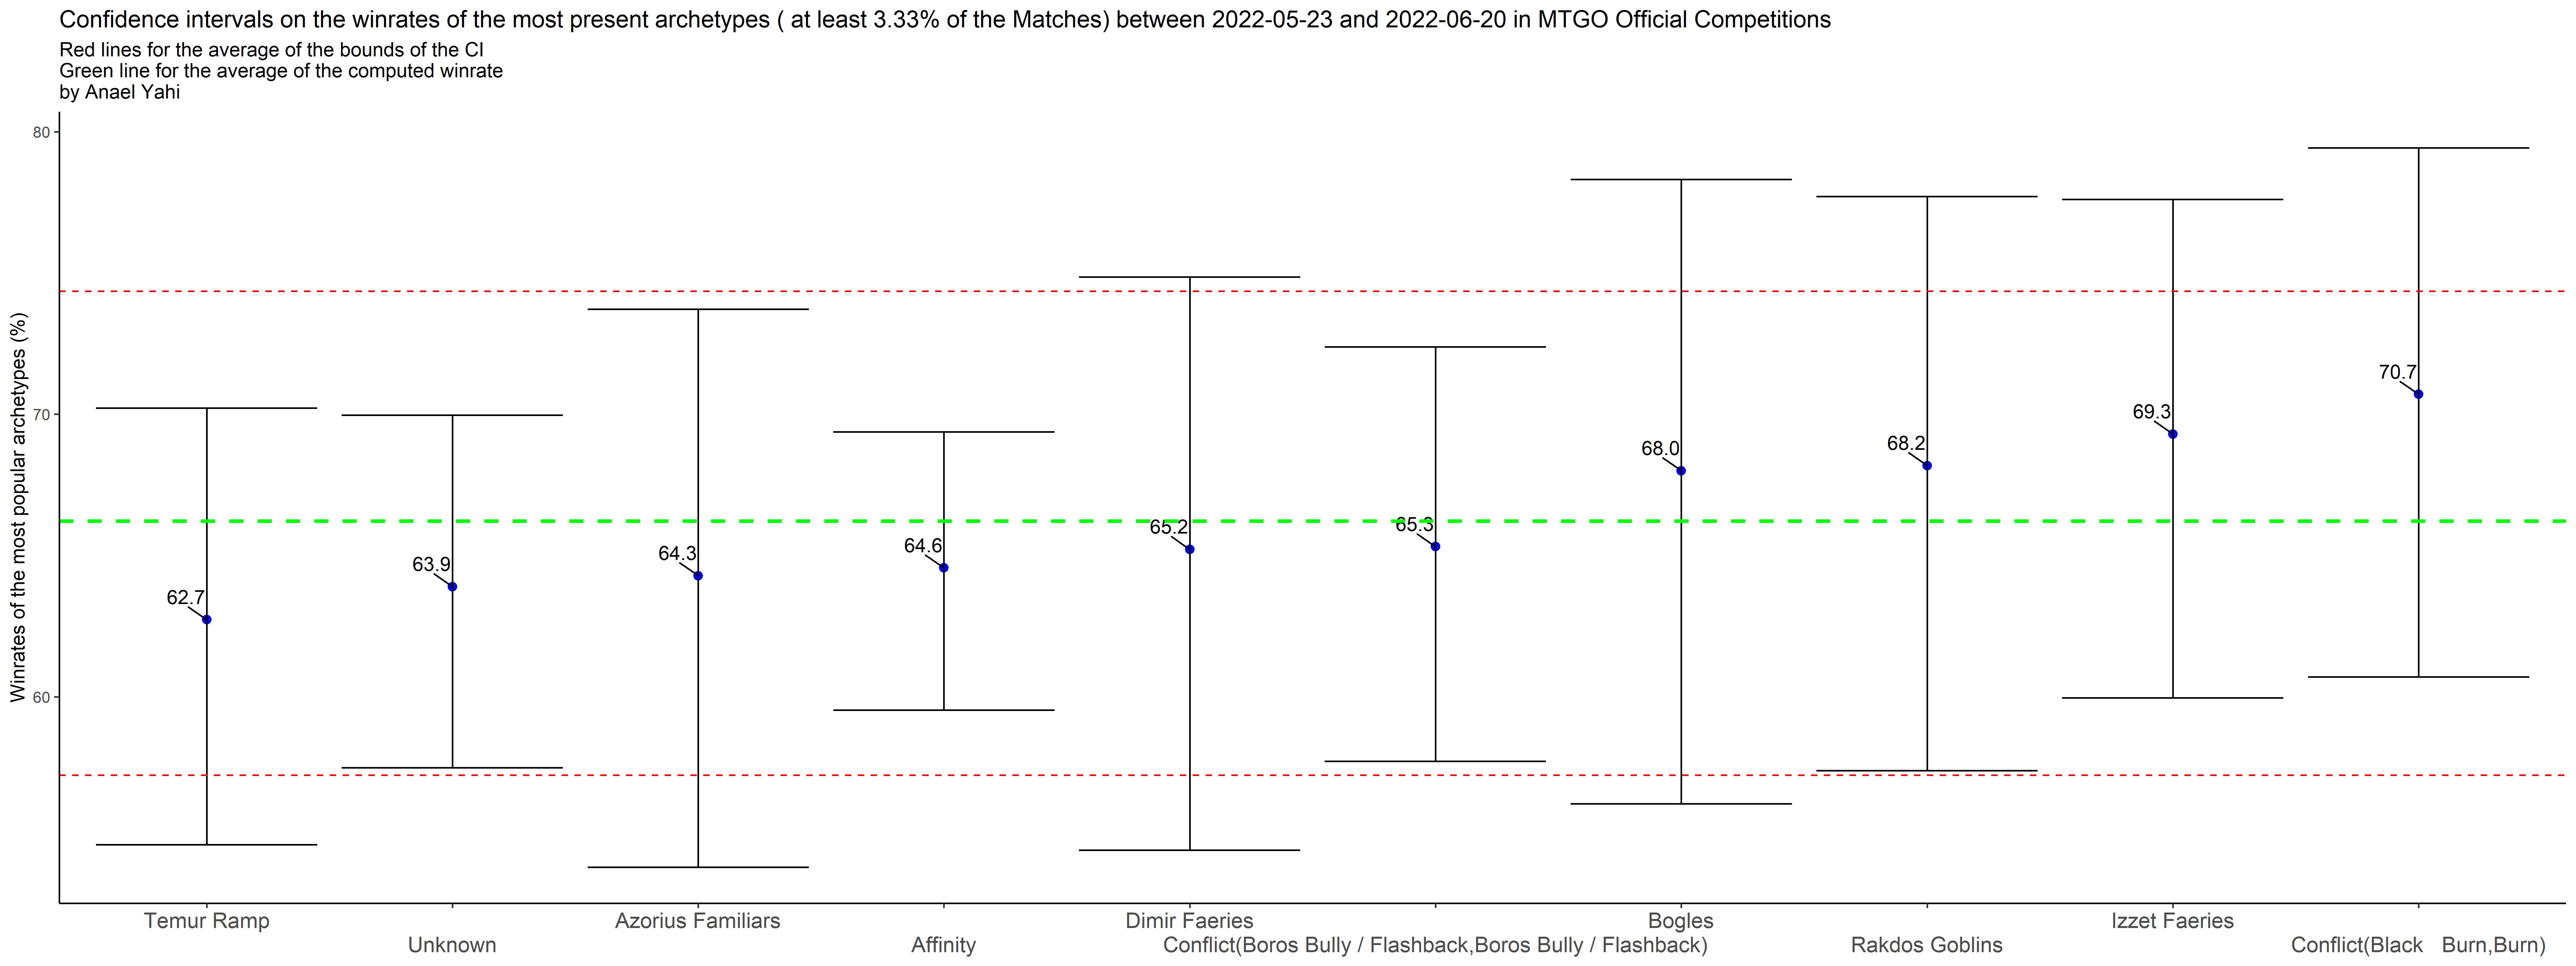 Confidence intervals on the winrates of the most present archetypes ( at least 3.33% of the Matches) between 2022-05-23 and 2022-06-20 in MTGO Official Competitions
Red lines for the average of the bounds of the CI
Green line for the average of the computed winrate
by Anael Yahi
Winrates of the most popular archetypes (%)
80
70
60
62.7
63.9
64.3
64.6
65.2
65.3
68.0
68.2
69.3
70.7
Temur Ramp
Unknown
Azorius Familiars
Affinity
Dimir Faeries
Conflict(Boros Bully / Flashback,Boros Bully / Flashback)
Bogles
Rakdos Goblins
Izzet Faeries
Conflict(Black   Burn,Burn)